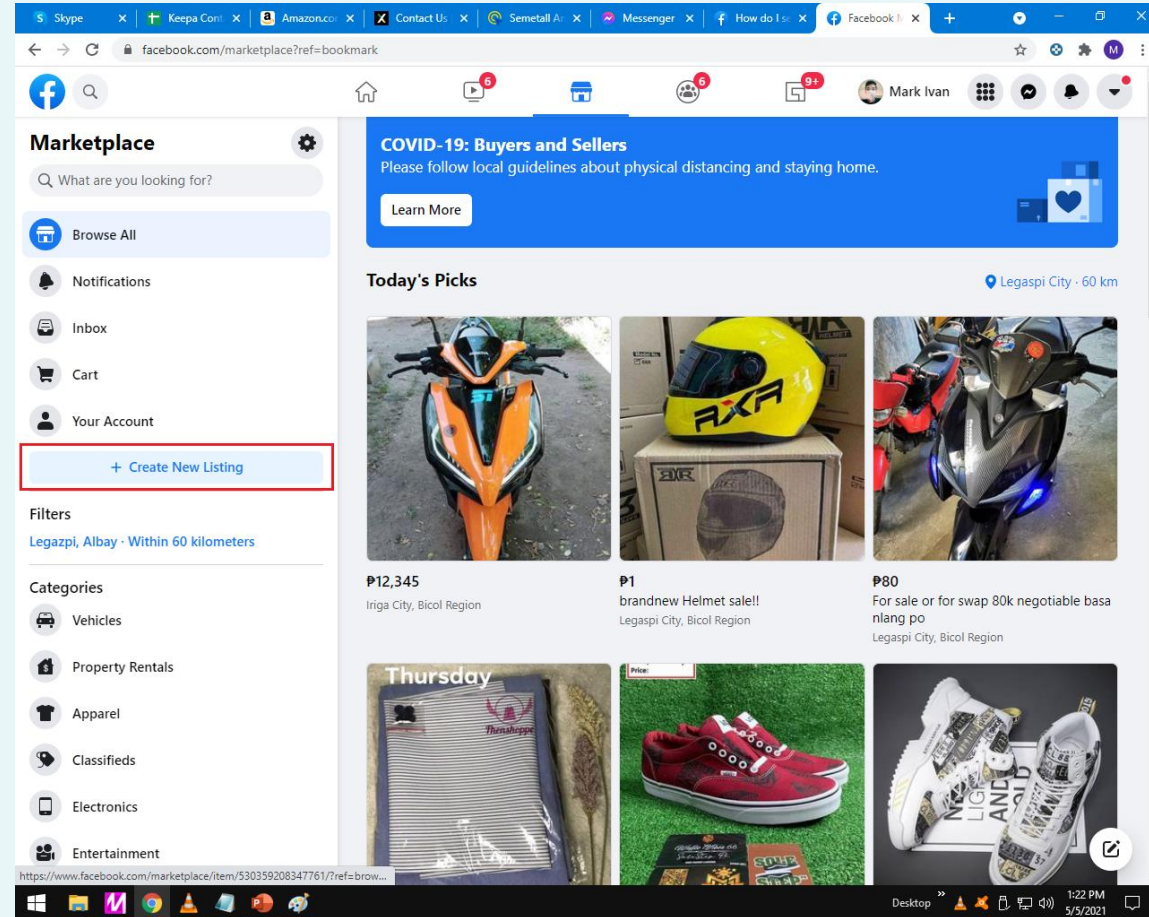 Skype
Keepa Cont
Amazon.co
Contact Us
Semetall A
Messenger
How do I se
Facebook M
facebook.com/marketplace?ref=bookmark
M
6
6
9+
Mark Ivan
Marketplace
What are you looking for?
Browse All
Notifications
Inbox
Cart
Your Account
+ Create New Listing
Filters
Legazpi, Albay · Within 60 kilometers
Categories
Vehicles
Property Rentals
Apparel
Classifieds
Electronics
Entertainment
COVID-19: Buyers and Sellers
Please follow local guidelines about physical distancing and staying home.
Learn More
Today's Picks
Legaspi City · 60 km
AXR
₱12,345
Iriga City, Bicol Region
₱1
brandnew Helmet sale!!
Legaspi City, Bicol Region
₱80
For sale or for swap 80k negotiable basa
nlang po
Legaspi City, Bicol Region
Thursday
Thenshoppe
Price:
https://www.facebook.com/marketplace/item/530359208347761/?ref=brow...
Desktop
1:22 PM
5/5/2021